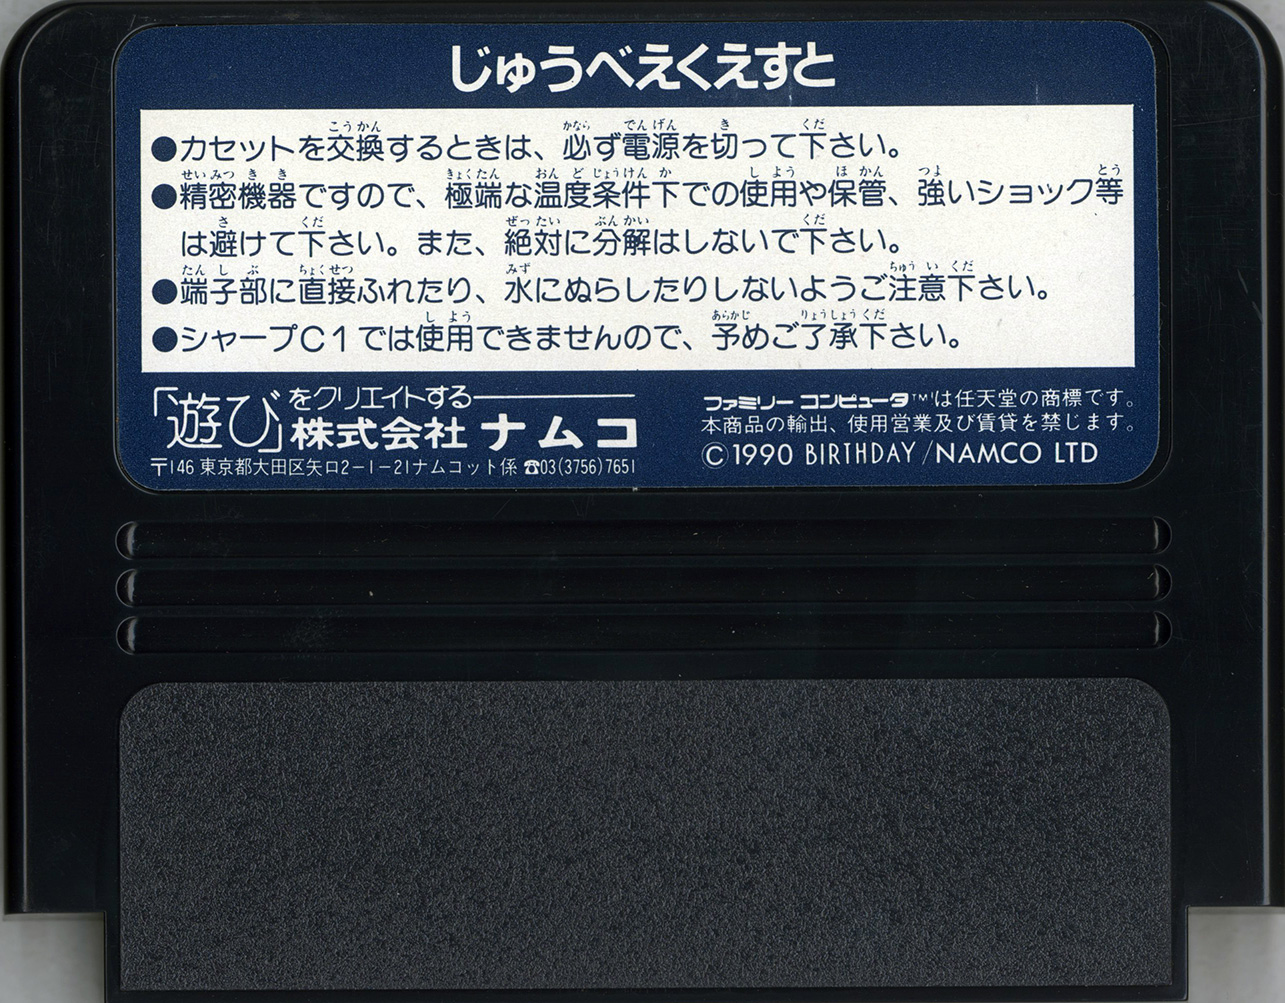 じゅうべえくえすと
●カセットを交換するときは、必ず電源を切って下さい。
●精密機器ですので、極端な温度条件下での使用や保管、強いショック等
は避けて下さい。また、絶対に分解はしないで下さい。
●端子部に直接ふれたり、水にぬらしたりしないようご注意下さい。
●シャープC1では使用できませんので、予めご了承下さい。
「遊び」をクリエイトする
株式会社 ナムコ
〒146 東京都大田区矢口2-1-21ナムコット係 ☎03(3756)7651
ファミリー コンピュータ™は任天堂の商標です。
本商品の輸出、使用営業及び賃貸を禁じます。
©1990 BIRTHDAY/NAMCO LTD